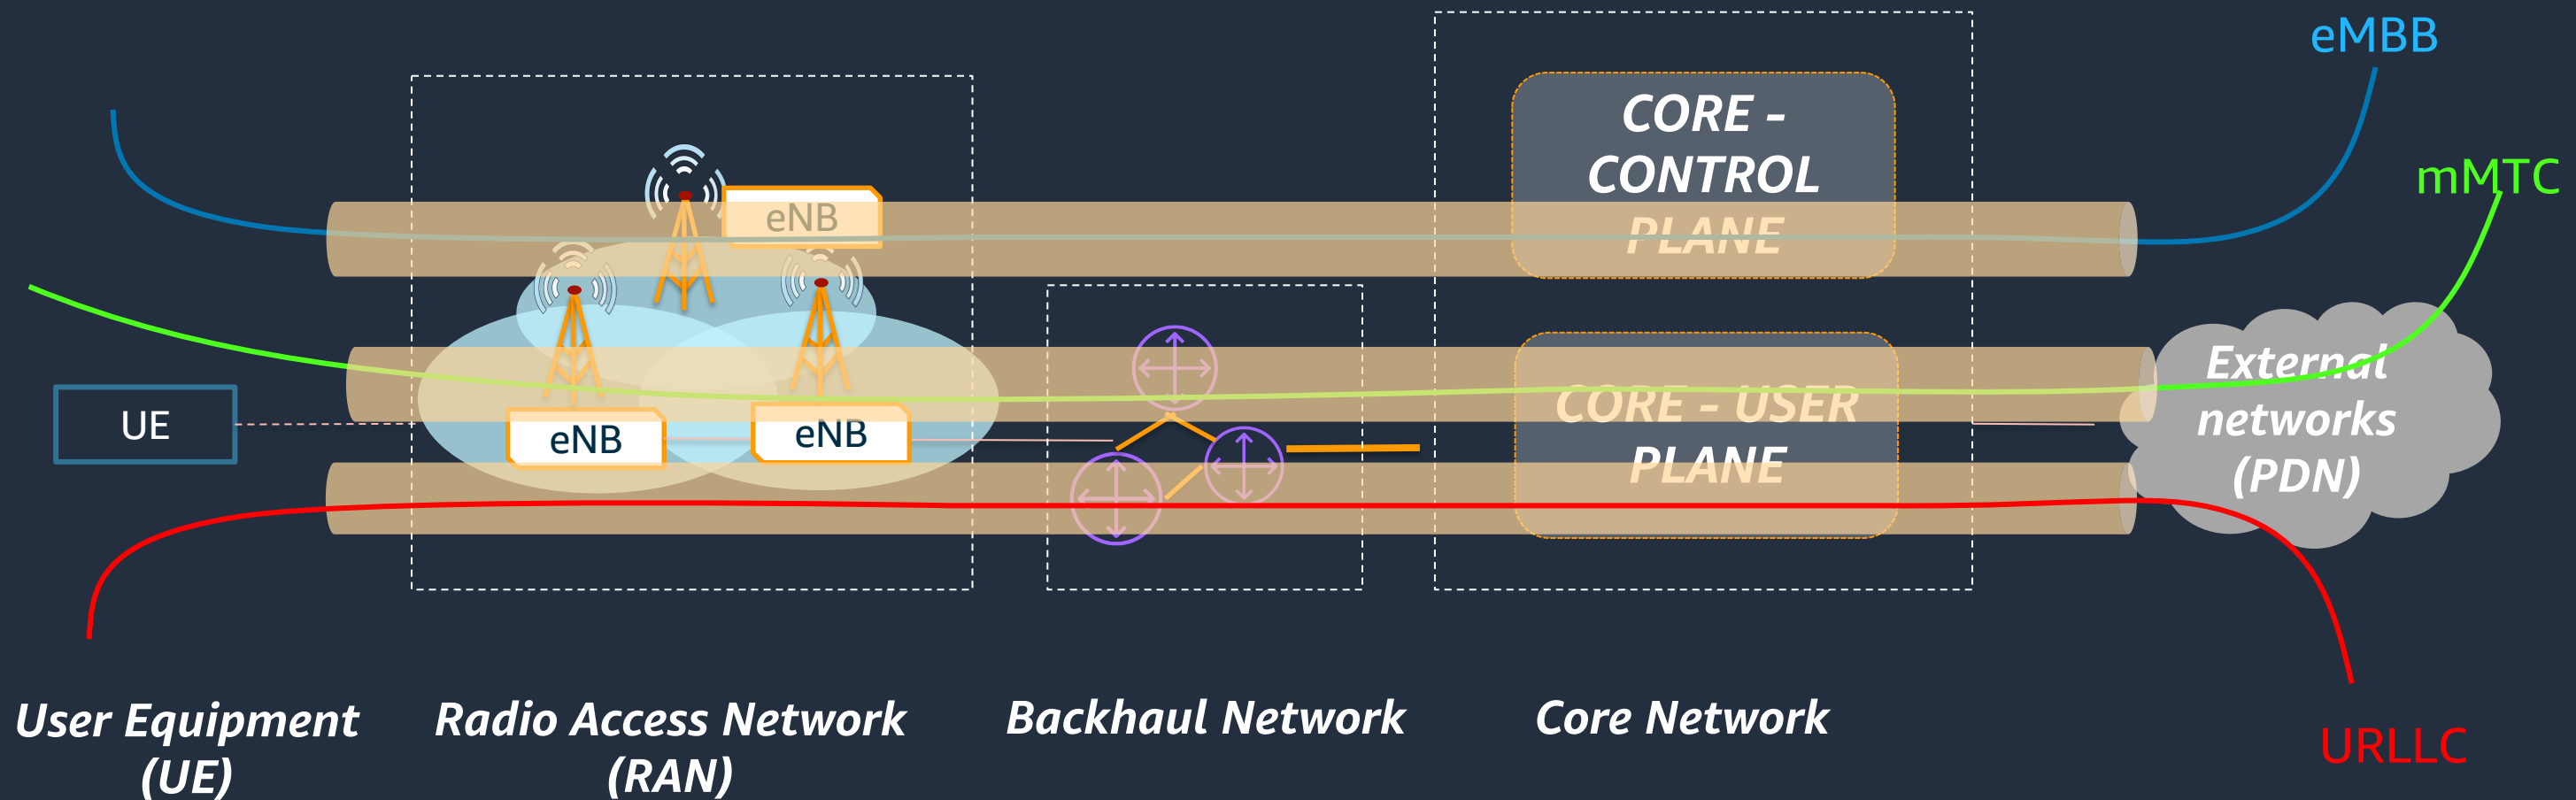 eMBB
mMTC
CORE -
CONTROL
PLANE
eNB
UE
eNB
eNB
CORE - USER
PLANE
External
networks
(PDN)
User Equipment
(UE)
Radio Access Network
(RAN)
Backhaul Network
Core Network
URLLC